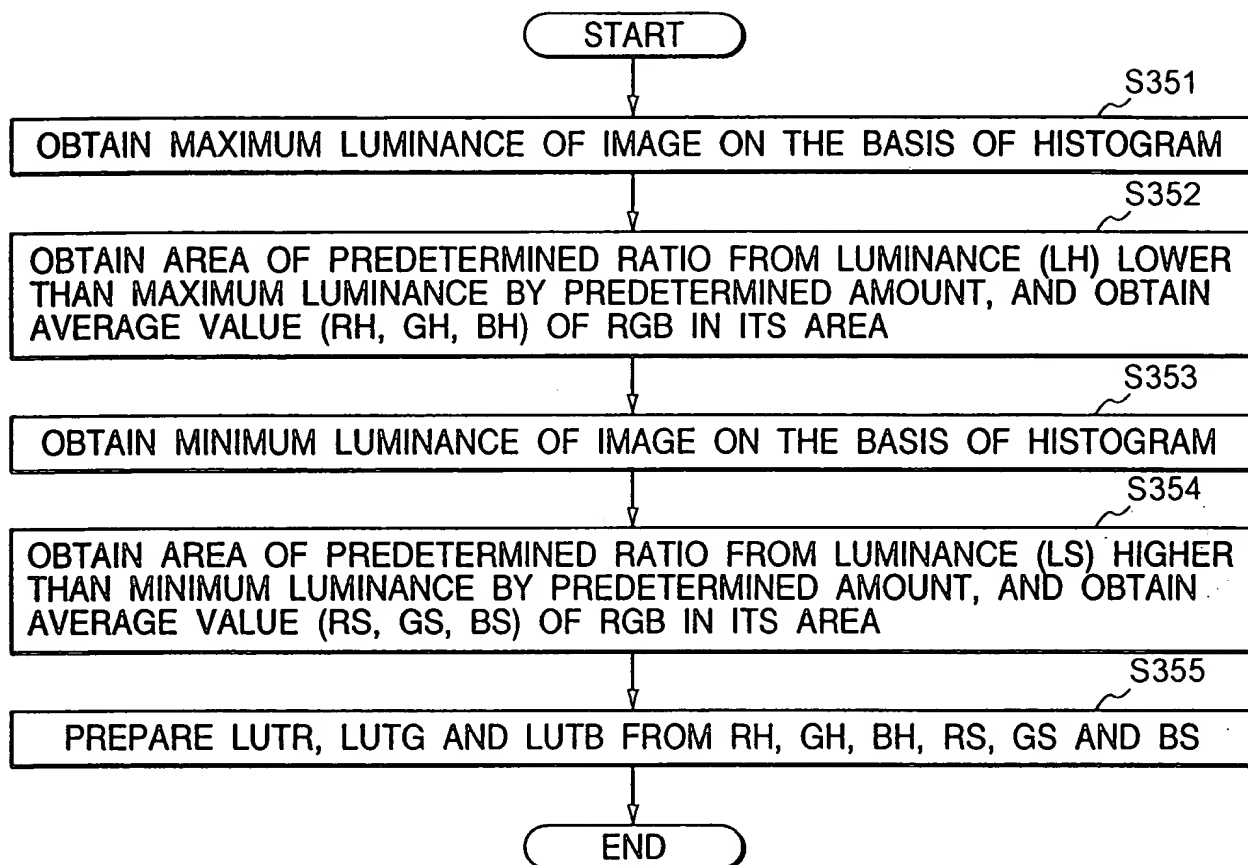 START
S351
OBTAIN MAXIMUM LUMINANCE OF IMAGE ON THE BASIS OF HISTOGRAM
S352
OBTAIN AREA OF PREDETERMINED RATIO FROM LUMINANCE (LH) LOWER
THAN MAXIMUM LUMINANCE BY PREDETERMINED AMOUNT, AND OBTAIN
AVERAGE VALUE (RH, GH, BH) OF RGB IN ITS AREA
S353
OBTAIN MINIMUM LUMINANCE OF IMAGE ON THE BASIS OF HISTOGRAM
S354
OBTAIN AREA OF PREDETERMINED RATIO FROM LUMINANCE (LS) HIGHER
THAN MINIMUM LUMINANCE BY PREDETERMINED AMOUNT, AND OBTAIN
AVERAGE VALUE (RS, GS, BS) OF RGB IN ITS AREA
S355
PREPARE LUTR, LUTG AND LUTB FROM RH, GH, BH, RS, GS AND BS
END